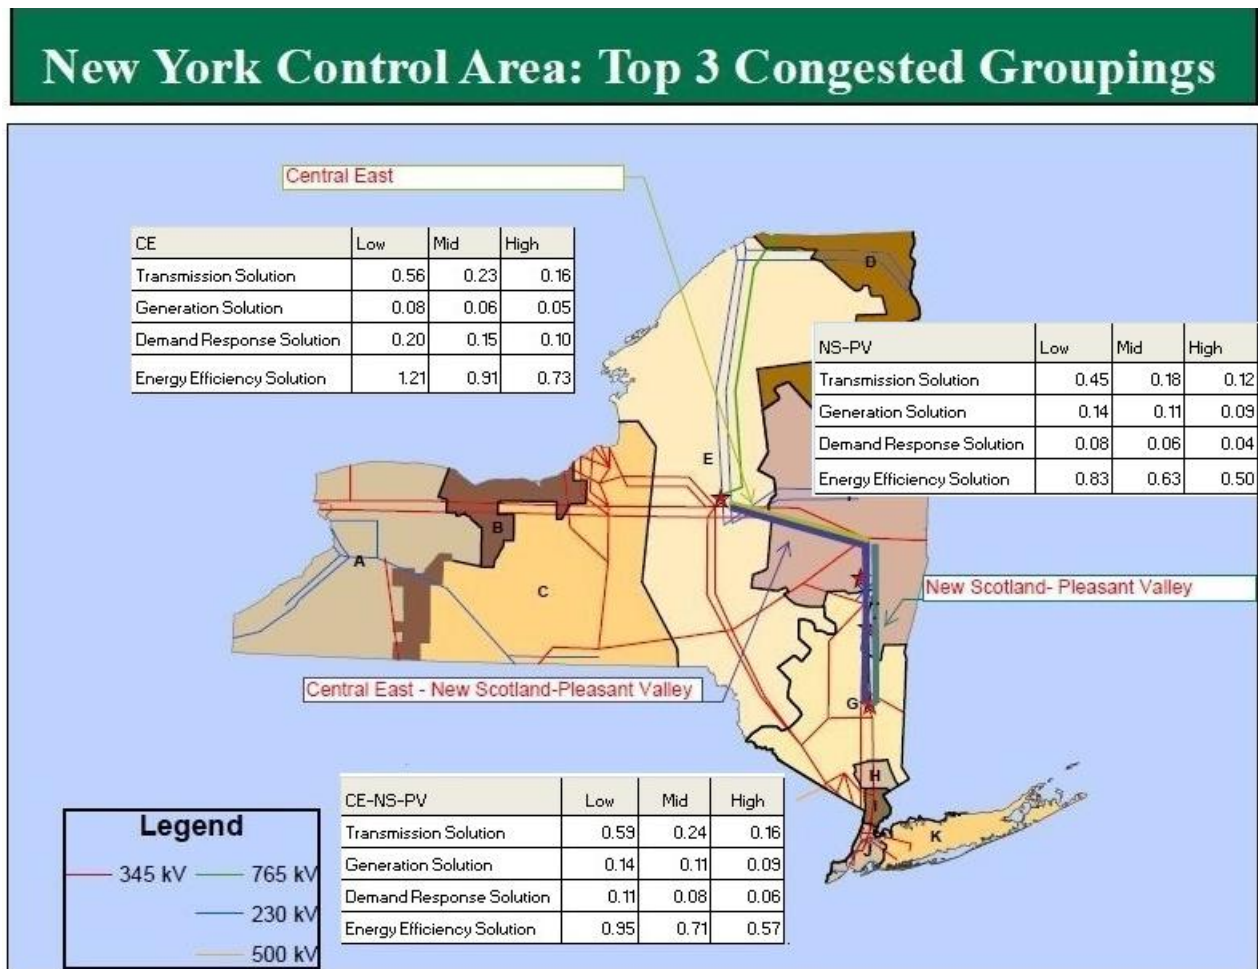 New York Control Area: Top 3 Congested Groupings
Central East
CE Low Mid High
Transmission Solution 0.56 0.23 0.16
Generation Solution 0.08 0.06 0.05
Demand Response Solution 0.20 0.15 0.10
Energy Efficiency Solution 1.21 0.91 0.73
D
NS-PV Low Mid High
Transmission Solution 0.45 0.18 0.12
Generation Solution 0.14 0.11 0.09
Demand Response Solution 0.08 0.06 0.04
Energy Efficiency Solution 0.83 0.63 0.50
E
B
A
C
New Scotland- Pleasant Valley
Central East - New Scotland-Pleasant Valley
G
H
I
J
K
CE-NS-PV Low Mid High
Transmission Solution 0.59 0.24 0.16
Generation Solution 0.14 0.11 0.09
Demand Response Solution 0.11 0.08 0.06
Energy Efficiency Solution 0.95 0.71 0.57
Legend
345 kV 765 kV
230 kV
500 kV